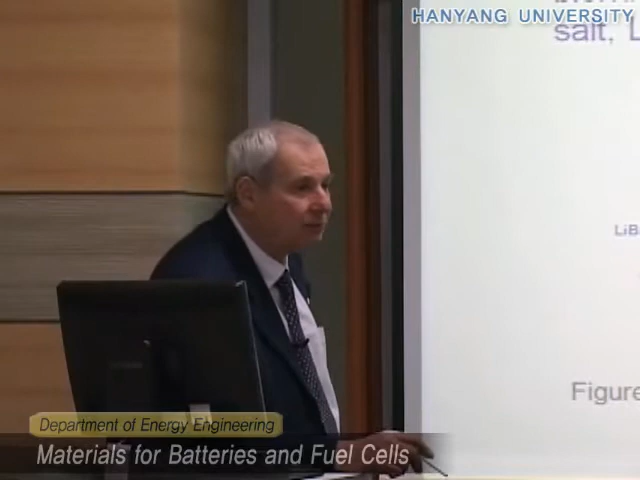 HANYANG UNIVERSITY
salt, L
LiB
Figure
Department of Energy Engineering
Materials for Batteries and Fuel Cells